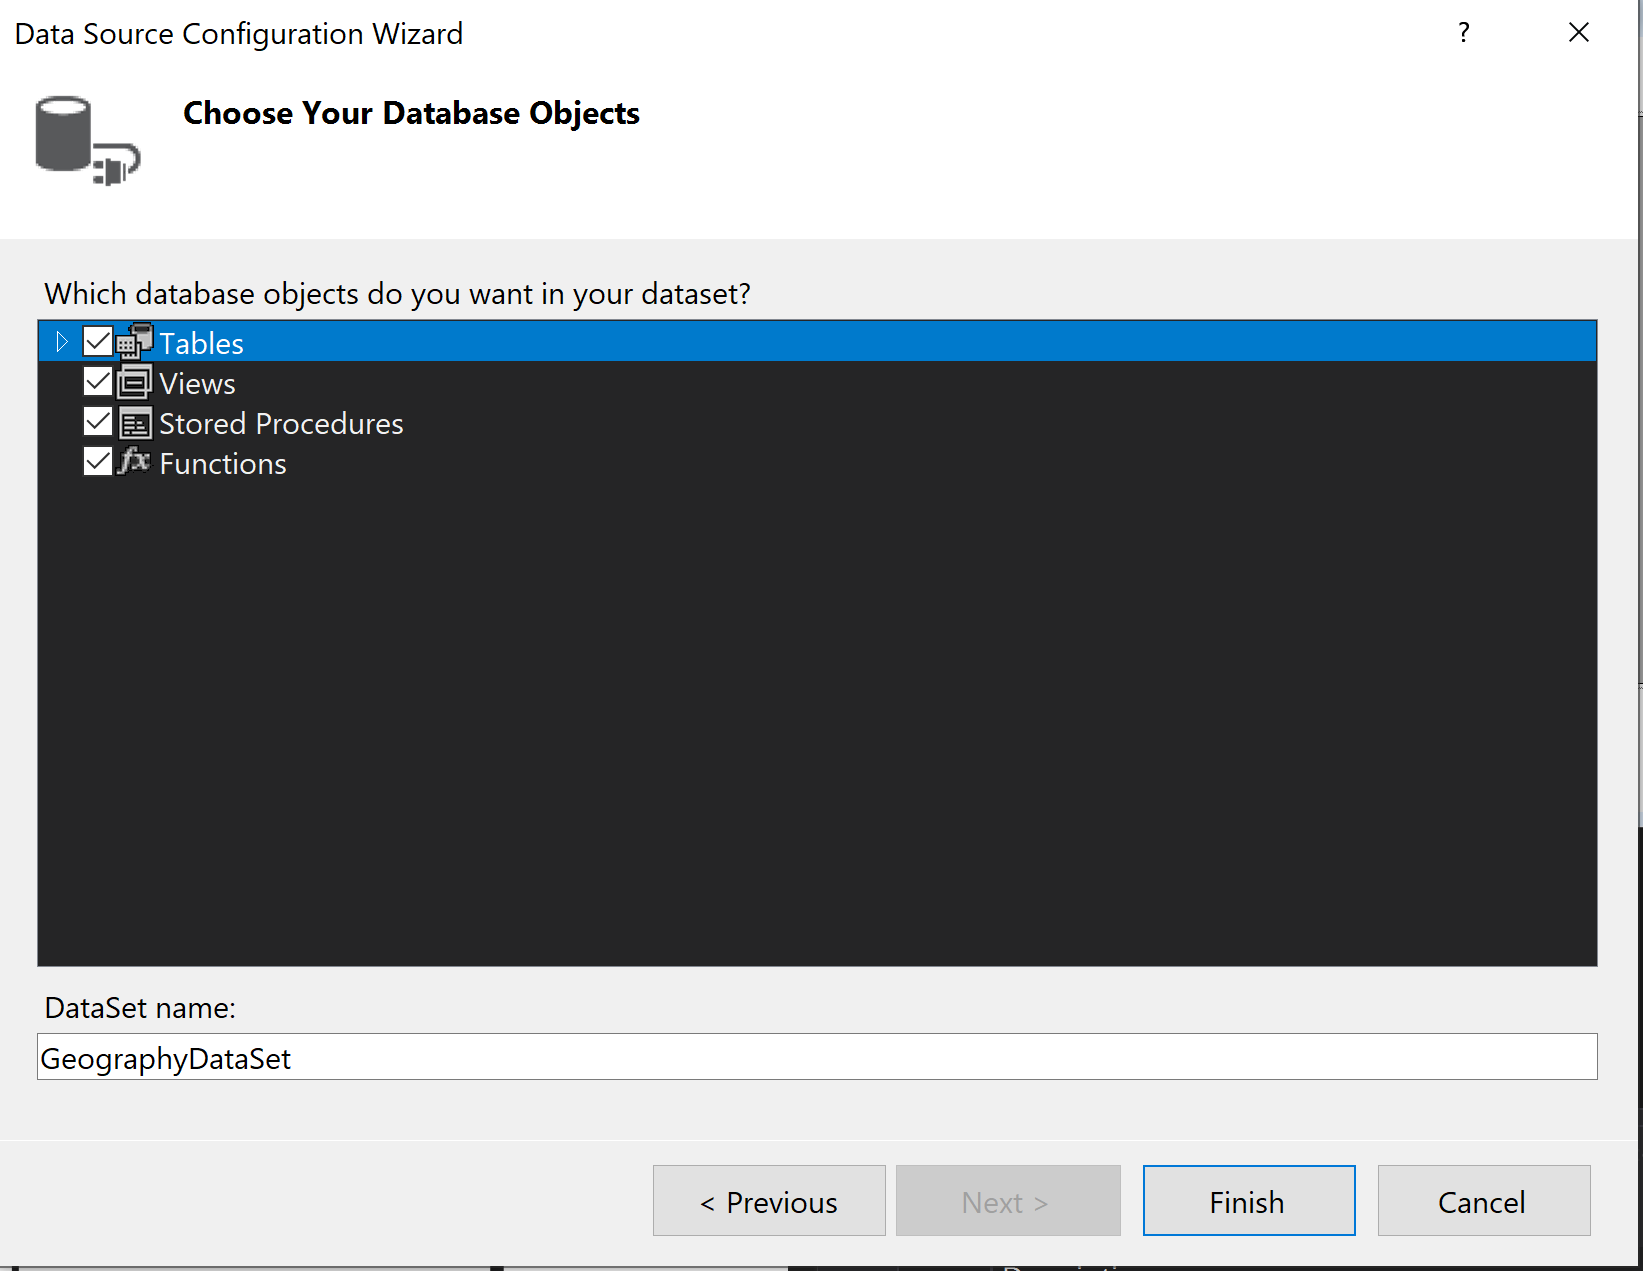 Data Source Configuration Wizard
?
Choose Your Database Objects
Which database objects do you want in your dataset?
Tables
Views
Stored Procedures
fx Functions
DataSet name:
GeographyDataSet
< Previous
Next >
Finish
Cancel